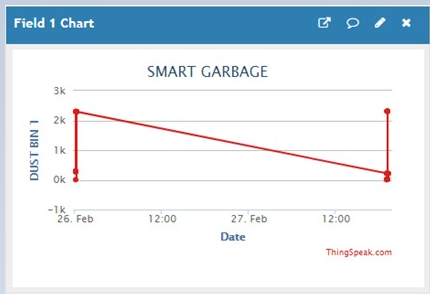 Field 1 Chart
SMART GARBAGE
DUST BIN 1
3k
2k
1k
0k
-1k
26. Feb 12:00 27. Feb 12:00
Date
ThingSpeak.com